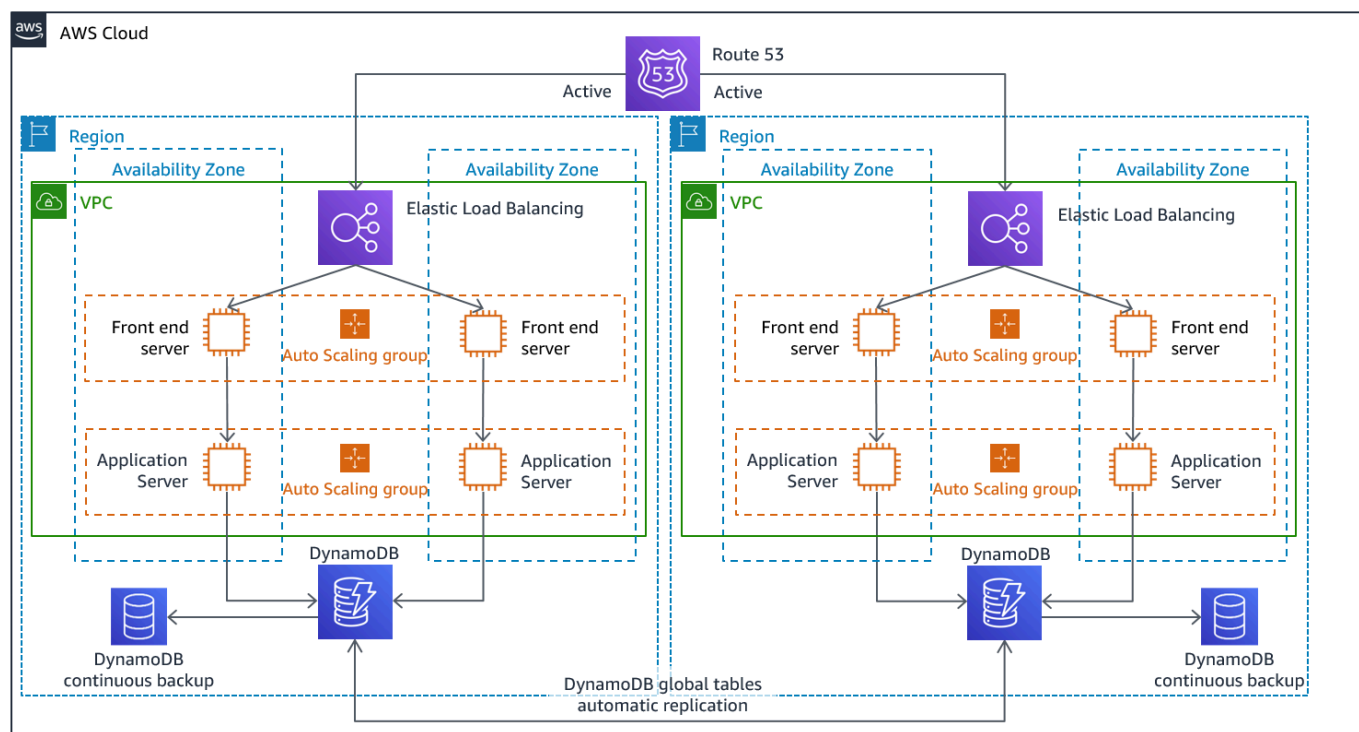 aws
AWS Cloud
Route 53
53
Active
Active
Region
Region
Availability Zone
Availability Zone
Availability Zone
Availability Zone
VPC
Elastic Load Balancing
VPC
Elastic Load Balancing
Front end
server
Auto Scaling group
Front end
server
Front end
server
Auto Scaling group
Front end
server
Application
Server
Auto Scaling group
Application
Server
Application
Server
Auto Scaling group
Application
Server
DynamoDB
DynamoDB
DynamoDB
continuous backup
DynamoDB global tables
automatic replication
DynamoDB
continuous backup